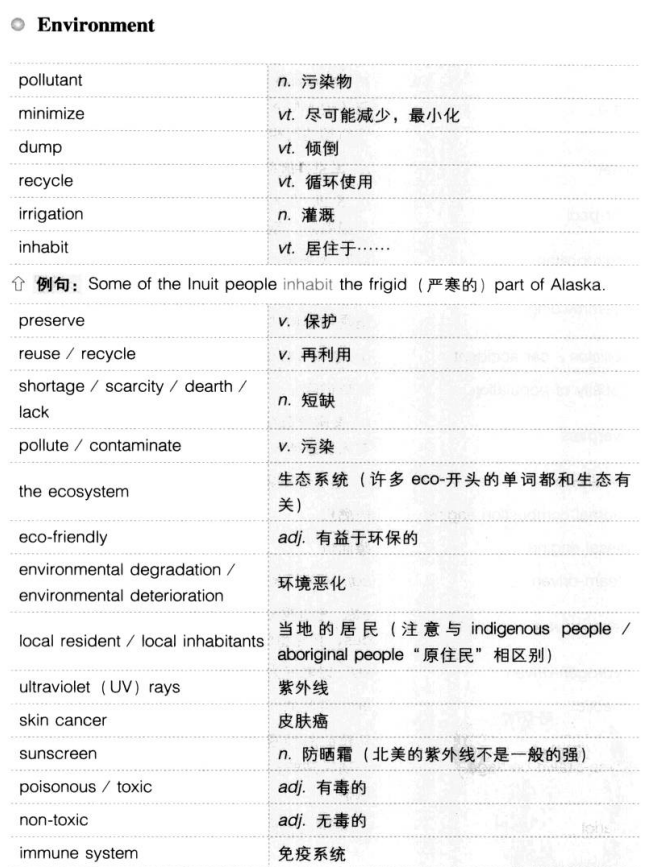 Environment
pollutant n. 污染物
minimize vt. 尽可能减少，最小化
dump vt. 倾倒
recycle vt. 循环使用
irrigation n. 灌溉
inhabit vt. 居住于……
例句：Some of the Inuit people inhabit the frigid（严寒的）part of Alaska.
preserve v. 保护
reuse / recycle v. 再利用
shortage / scarcity / dearth /
lack
n. 短缺
pollute / contaminate v. 污染
the ecosystem
生态系统（许多 eco-开头的单词都和生态有
关）
eco-friendly adj. 有益于环保的
environmental degradation /
environmental deterioration
环境恶化
local resident / local inhabitants
当地的居民（注意与 indigenous people /
aboriginal people“原住民”相区别）
ultraviolet（UV）rays 紫外线
skin cancer 皮肤癌
sunscreen n. 防晒霜（北美的紫外线不是一般的强）
poisonous / toxic adj. 有毒的
non-toxic adj. 无毒的
immune system 免疫系统